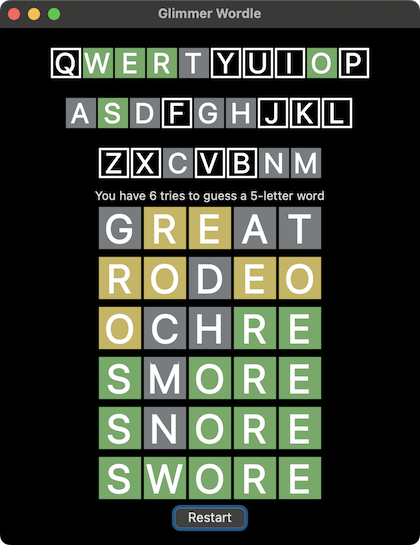 Glimmer Wordle
QWERTYUIOP
ASDFGHJKL
ZXCVBNM
You have 6 tries to guess a 5-letter word
GREAT
RODEO
OCHRE
SMORE
SNORE
SWORE
Restart